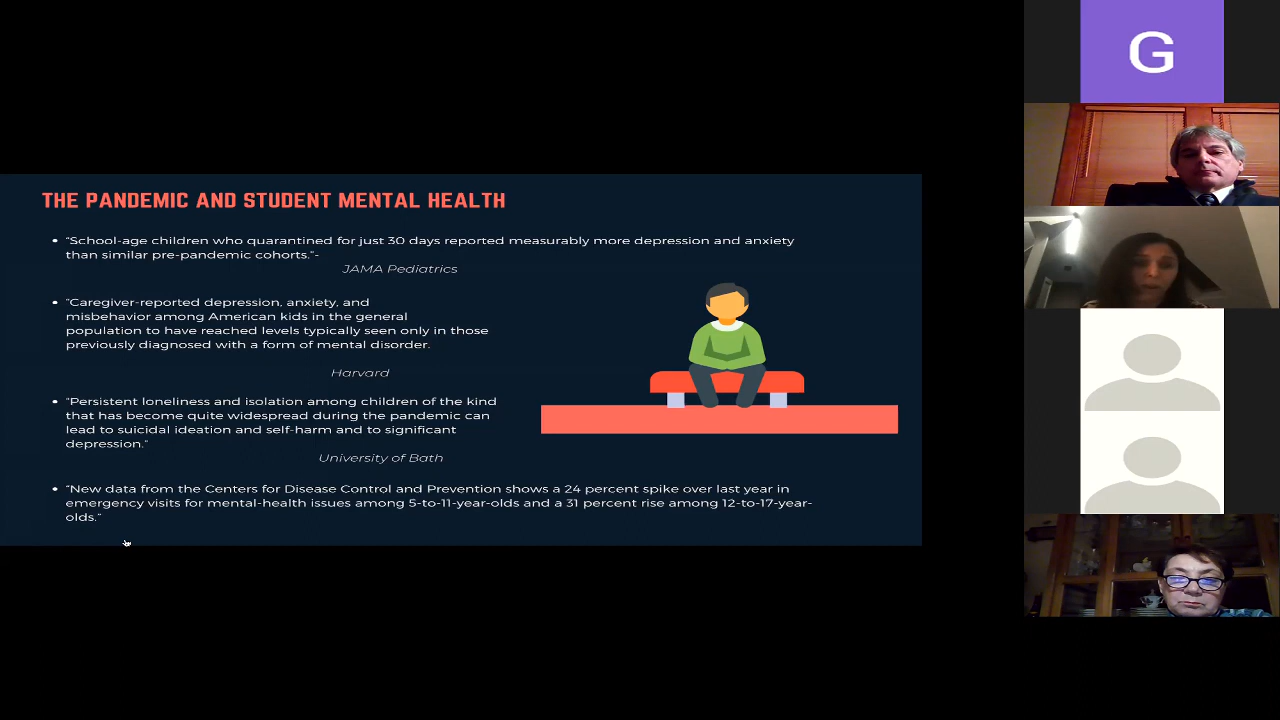 THE PANDEMIC AND STUDENT MENTAL HEALTH
• "School-age children who quarantined for just 30 days reported measurably more depression and anxiety
than similar pre-pandemic cohorts."-
JAMA Pediatrics
• "Caregiver-reported depression, anxiety, and
misbehavior among American kids in the general
population to have reached levels typically seen only in those
previously diagnosed with a form of mental disorder.
Harvard
• "Persistent loneliness and isolation among children of the kind
that has become quite widespread during the pandemic can
lead to suicidal ideation and self-harm and to significant
depression."
University of Bath
• "New data from the Centers for Disease Control and Prevention shows a 24 percent spike over last year in
emergency visits for mental-health issues among 5-to-11-year-olds and a 31 percent rise among 12-to-17-year-
olds."
G